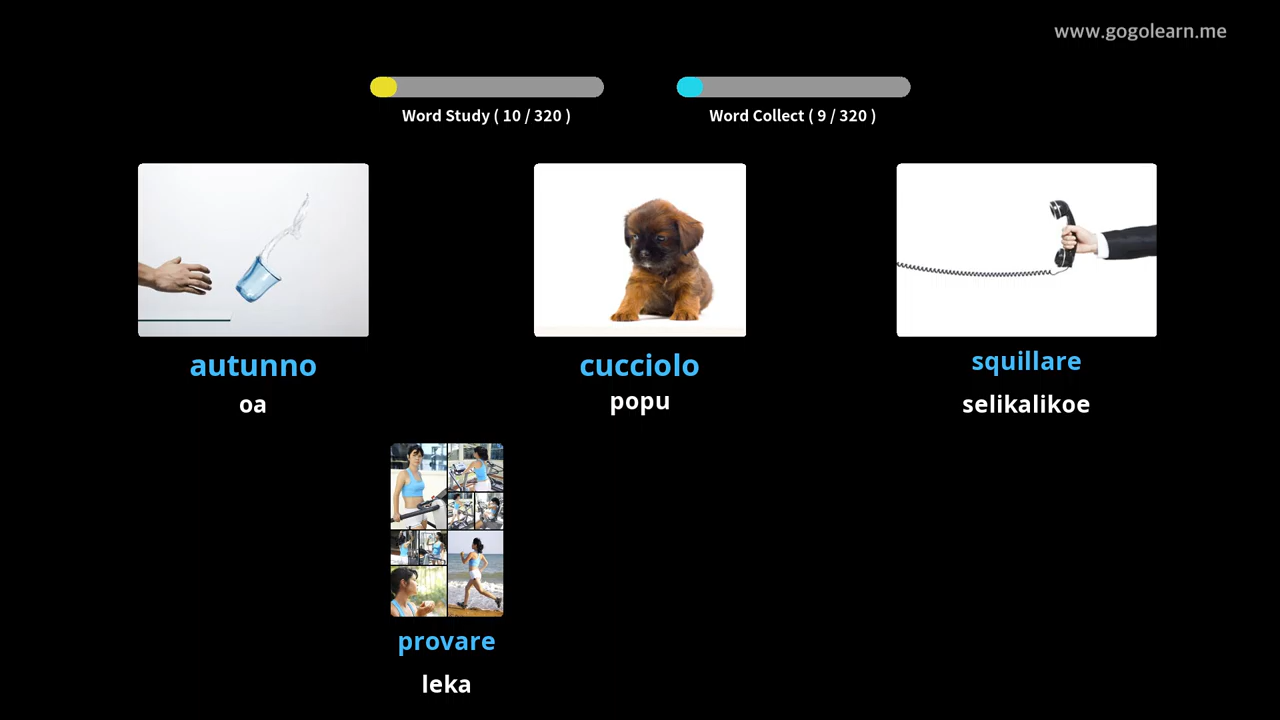 www.gogolearn.me
Word Study ( 10 / 320 )
Word Collect ( 9 / 320 )
autunno
oa
cucciolo
popu
squillare
selikalikoe
provare
leka